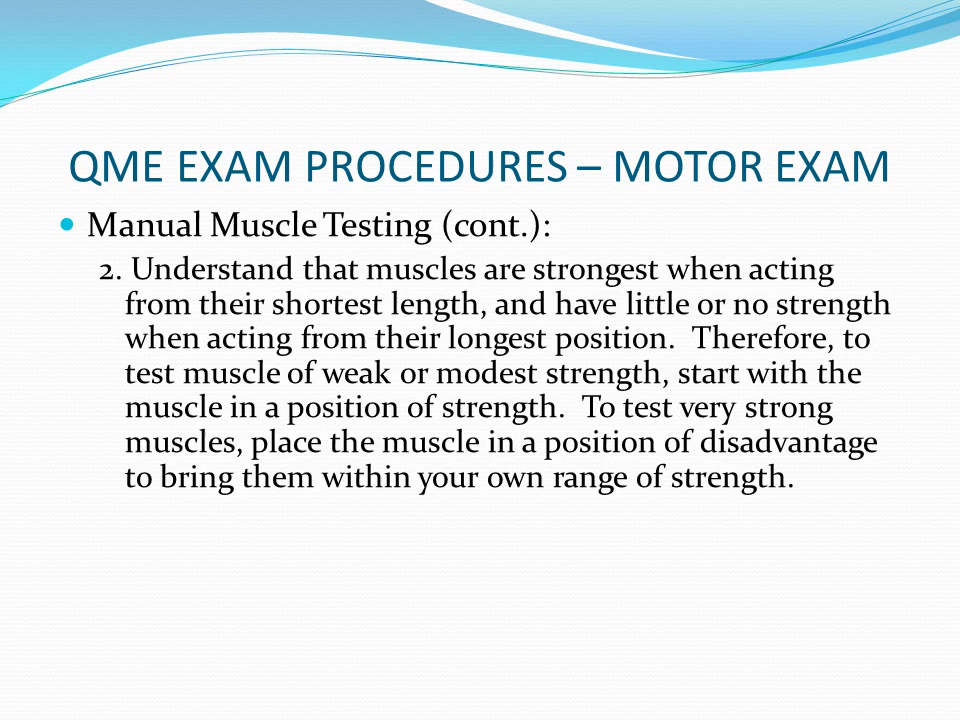 QME EXAM PROCEDURES – MOTOR EXAM
Manual Muscle Testing (cont.):
2. Understand that muscles are strongest when acting
from their shortest length, and have little or no strength
when acting from their longest position.  Therefore, to
test muscle of weak or modest strength, start with the
muscle in a position of strength.  To test very strong
muscles, place the muscle in a position of disadvantage
to bring them within your own range of strength.